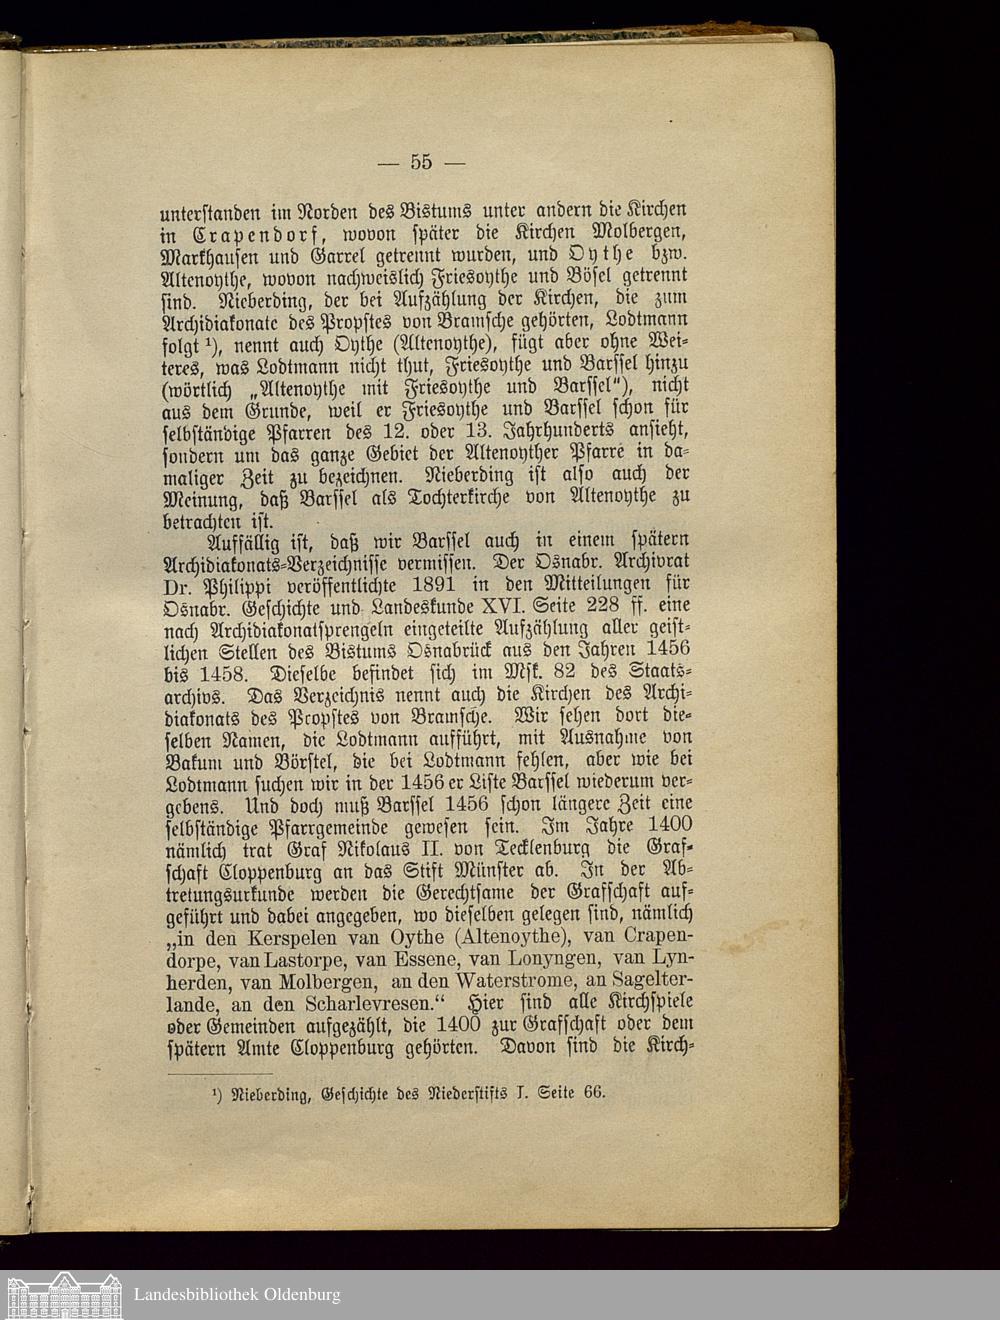 — 55 —
unterstanden im Norden des Bistums unter andern die Kirchen
in Crapendorf, wovon später die Kirchen Molbergen,
Markhausen und Garrel getrennt wurden, und Oythe bzw.
Altenoythe, wovon nachweislich Friesoythe und Bösel getrennt
sind. Nieberding, der bei Aufzählung der Kirchen, die zum
Archidiakonate des Propstes von Bramsche gehörten, Lodtmann
folgt ¹), nennt auch Oythe (Altenoythe), fügt aber ohne Wei-
teres, was Lodtmann nicht thut, Friesoythe und Barssel hinzu
(wörtlich „Altenoythe mit Friesoythe und Barssel“), nicht
aus dem Grunde, weil er Friesoythe und Barssel schon für
selbständige Pfarren des 12. oder 13. Jahrhunderts ansieht,
sondern um das ganze Gebiet der Altenoyther Pfarre in da-
maliger Zeit zu bezeichnen. Nieberding ist also auch der
Meinung, daß Barssel als Tochterkirche von Altenoythe zu
betrachten ist.
Auffällig ist, daß wir Barssel auch in einem spätern
Archidiakonats-Verzeichnisse vermissen. Der Osnabr. Archivrat
Dr. Philippi veröffentlichte 1891 in den Mitteilungen für
Osnabr. Geschichte und Landeskunde XVI. Seite 228 ff. eine
nach Archidiakonatsprengeln eingeteilte Aufzählung aller geist-
lichen Stellen des Bistums Osnabrück aus den Jahren 1456
bis 1458. Dieselbe befindet sich im Msk. 82 des Staats-
archivs. Das Verzeichnis nennt auch die Kirchen des Archi-
diakonats des Propstes von Bramsche. Wir sehen dort die-
selben Namen, die Lodtmann aufführt, mit Ausnahme von
Bakum und Börstel, die bei Lodtmann fehlen, aber wie bei
Lodtmann suchen wir in der 1456 er Liste Barssel wiederum ver-
gebens. Und doch muß Barssel 1456 schon längere Zeit eine
selbständige Pfarrgemeinde gewesen sein. Im Jahre 1400
nämlich trat Graf Nikolaus II. von Tecklenburg die Graf-
schaft Cloppenburg an das Stift Münster ab. In der Ab-
tretungsurkunde werden die Gerechtsame der Grafschaft auf-
geführt und dabei angegeben, wo dieselben gelegen sind, nämlich
„in den Kerspelen van Oythe (Altenoythe), van Crapen-
dorpe, van Lastorpe, van Essene, van Lonyngen, van Lyn-
herden, van Molbergen, an den Waterstrome, an Sagelter-
lande, an den Scharlevresen.“ Hier sind alle Kirchspiele
oder Gemeinden aufgezählt, die 1400 zur Grafschaft oder dem
spätern Amte Cloppenburg gehörten. Davon sind die Kirch-
¹) Nieberding, Geschichte des Niederstifts I. Seite 66.
Landesbibliothek Oldenburg